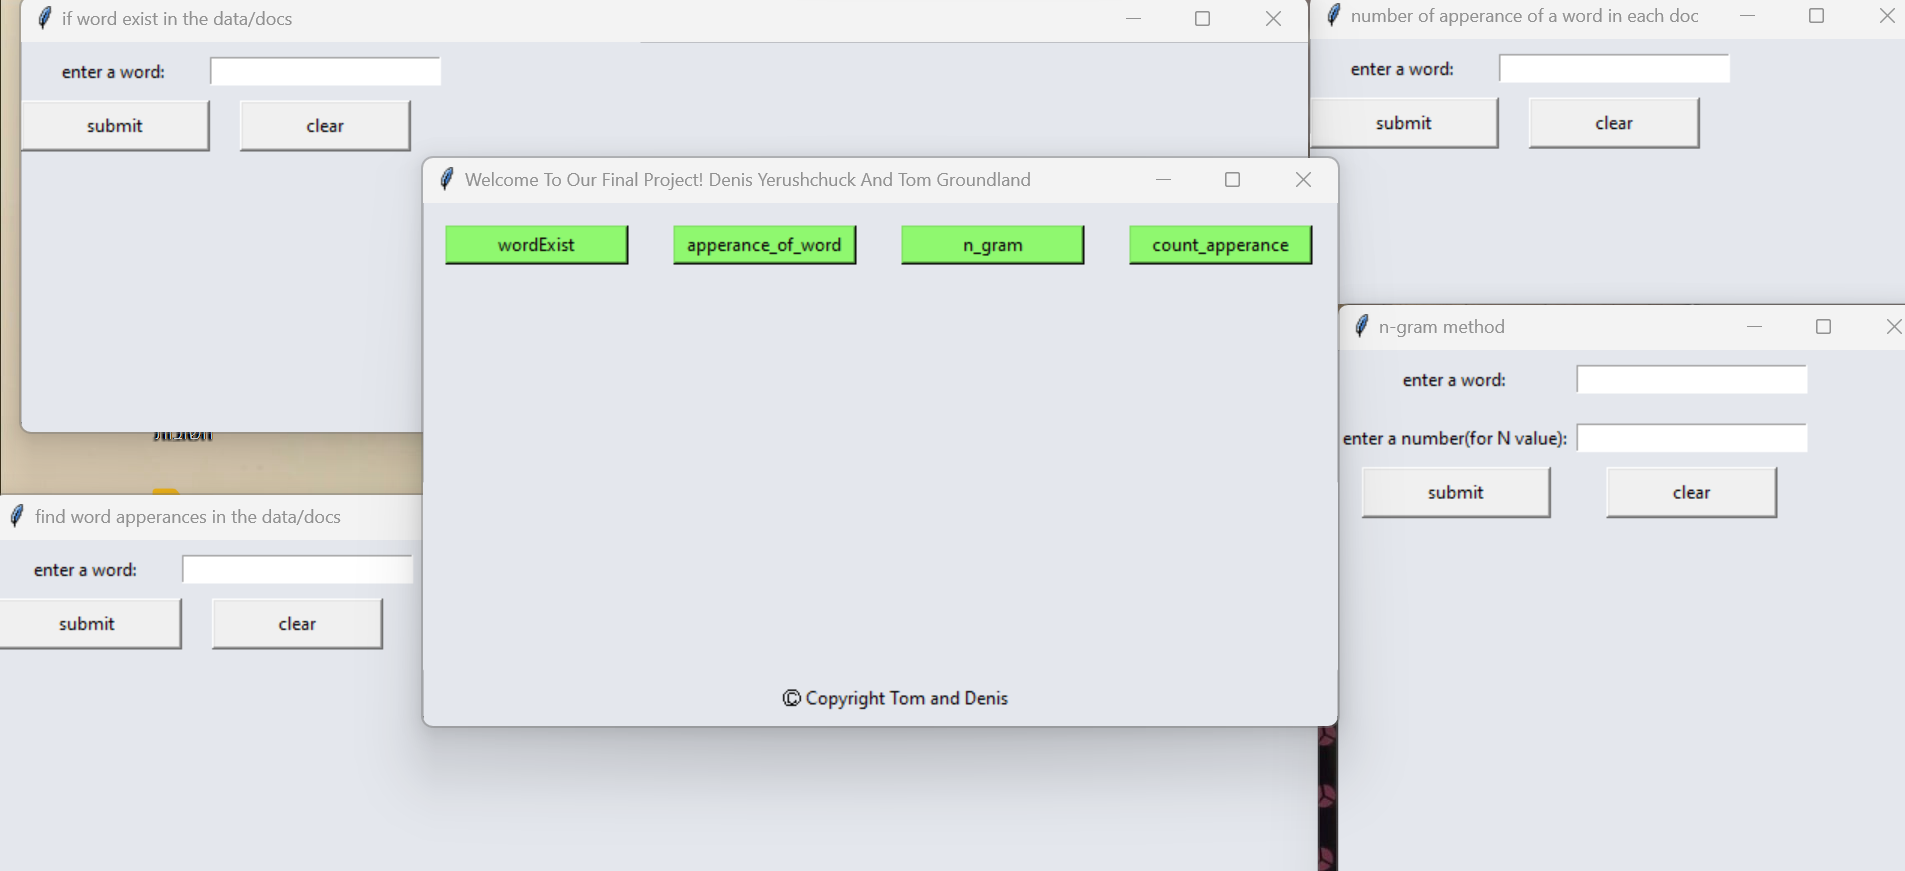 if word exist in the data/docs
enter a word:
submit clear
number of apperance of a word in each doc
enter a word:
submit clear
Welcome To Our Final Project! Denis Yerushchuck And Tom Groundland
wordExist apperance_of_word n_gram count_apperance
© Copyright Tom and Denis
n-gram method
enter a word:
enter a number(for N value):
submit clear
find word apperances in the data/docs
enter a word:
submit clear